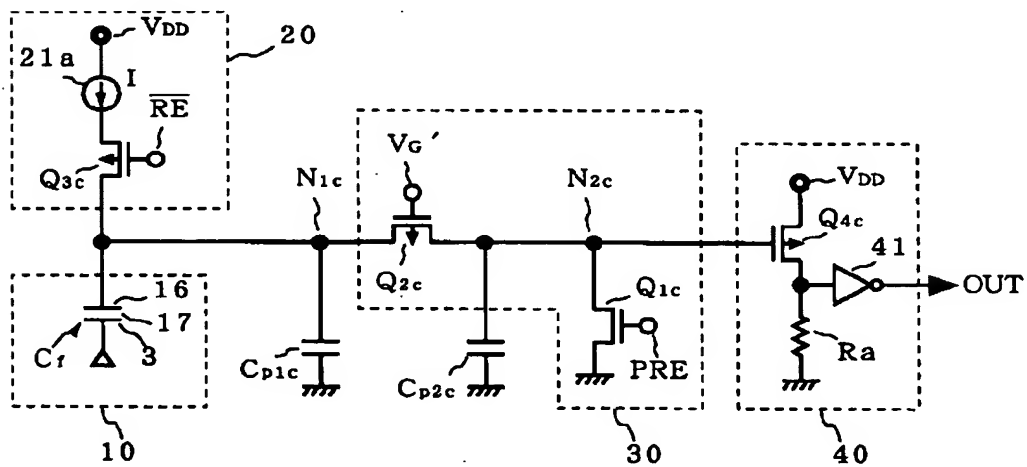 VDD
20
21a
I
RE
Q3c
N1c
VG′
N2c
VDD
Q4c
41
OUT
Q2c
Q1c
16
17
3
Cf
Cp1c
Cp2c
PRE
Ra
10
30
40